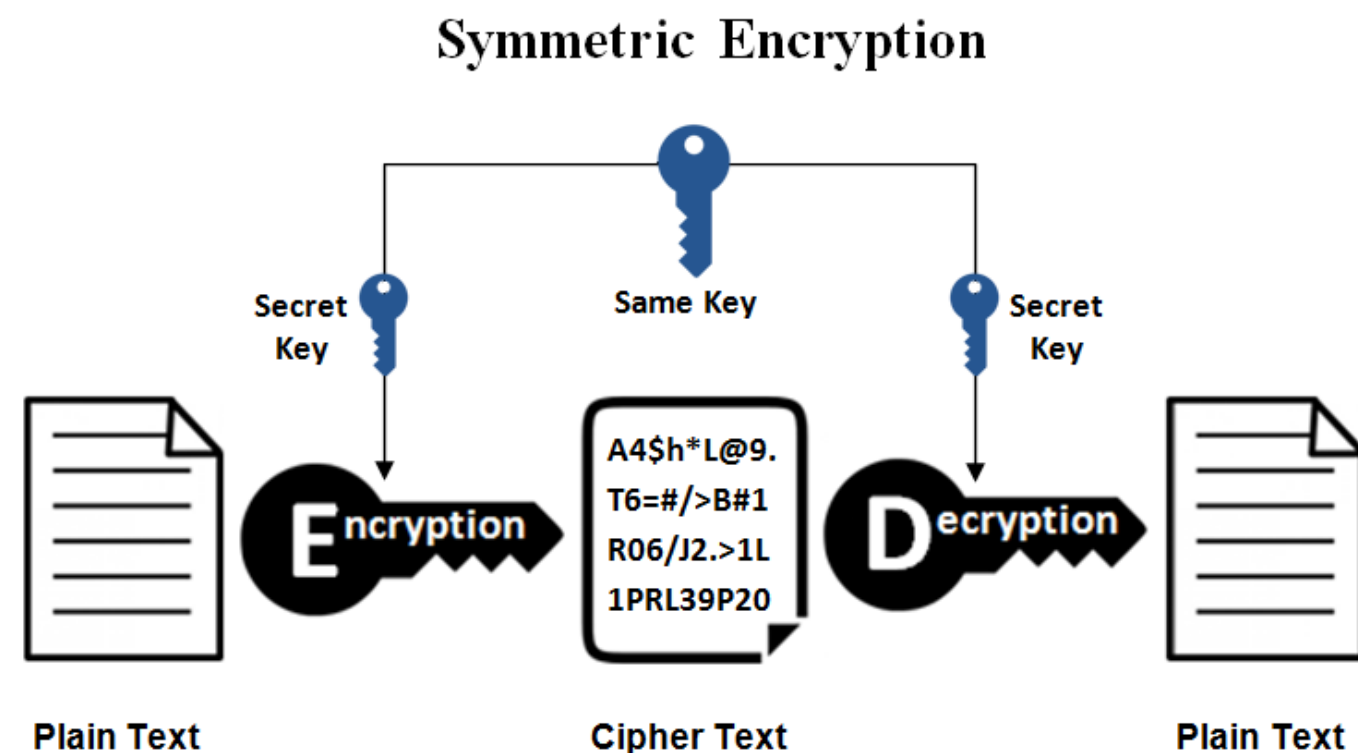 Symmetric Encryption
Secret
Key
Same Key
Secret
Key
Encryption
A4$h*L@9.
T6=#/>B#1
R06/J2.>1L
1PRL39P20
Decryption
Plain Text
Cipher Text
Plain Text